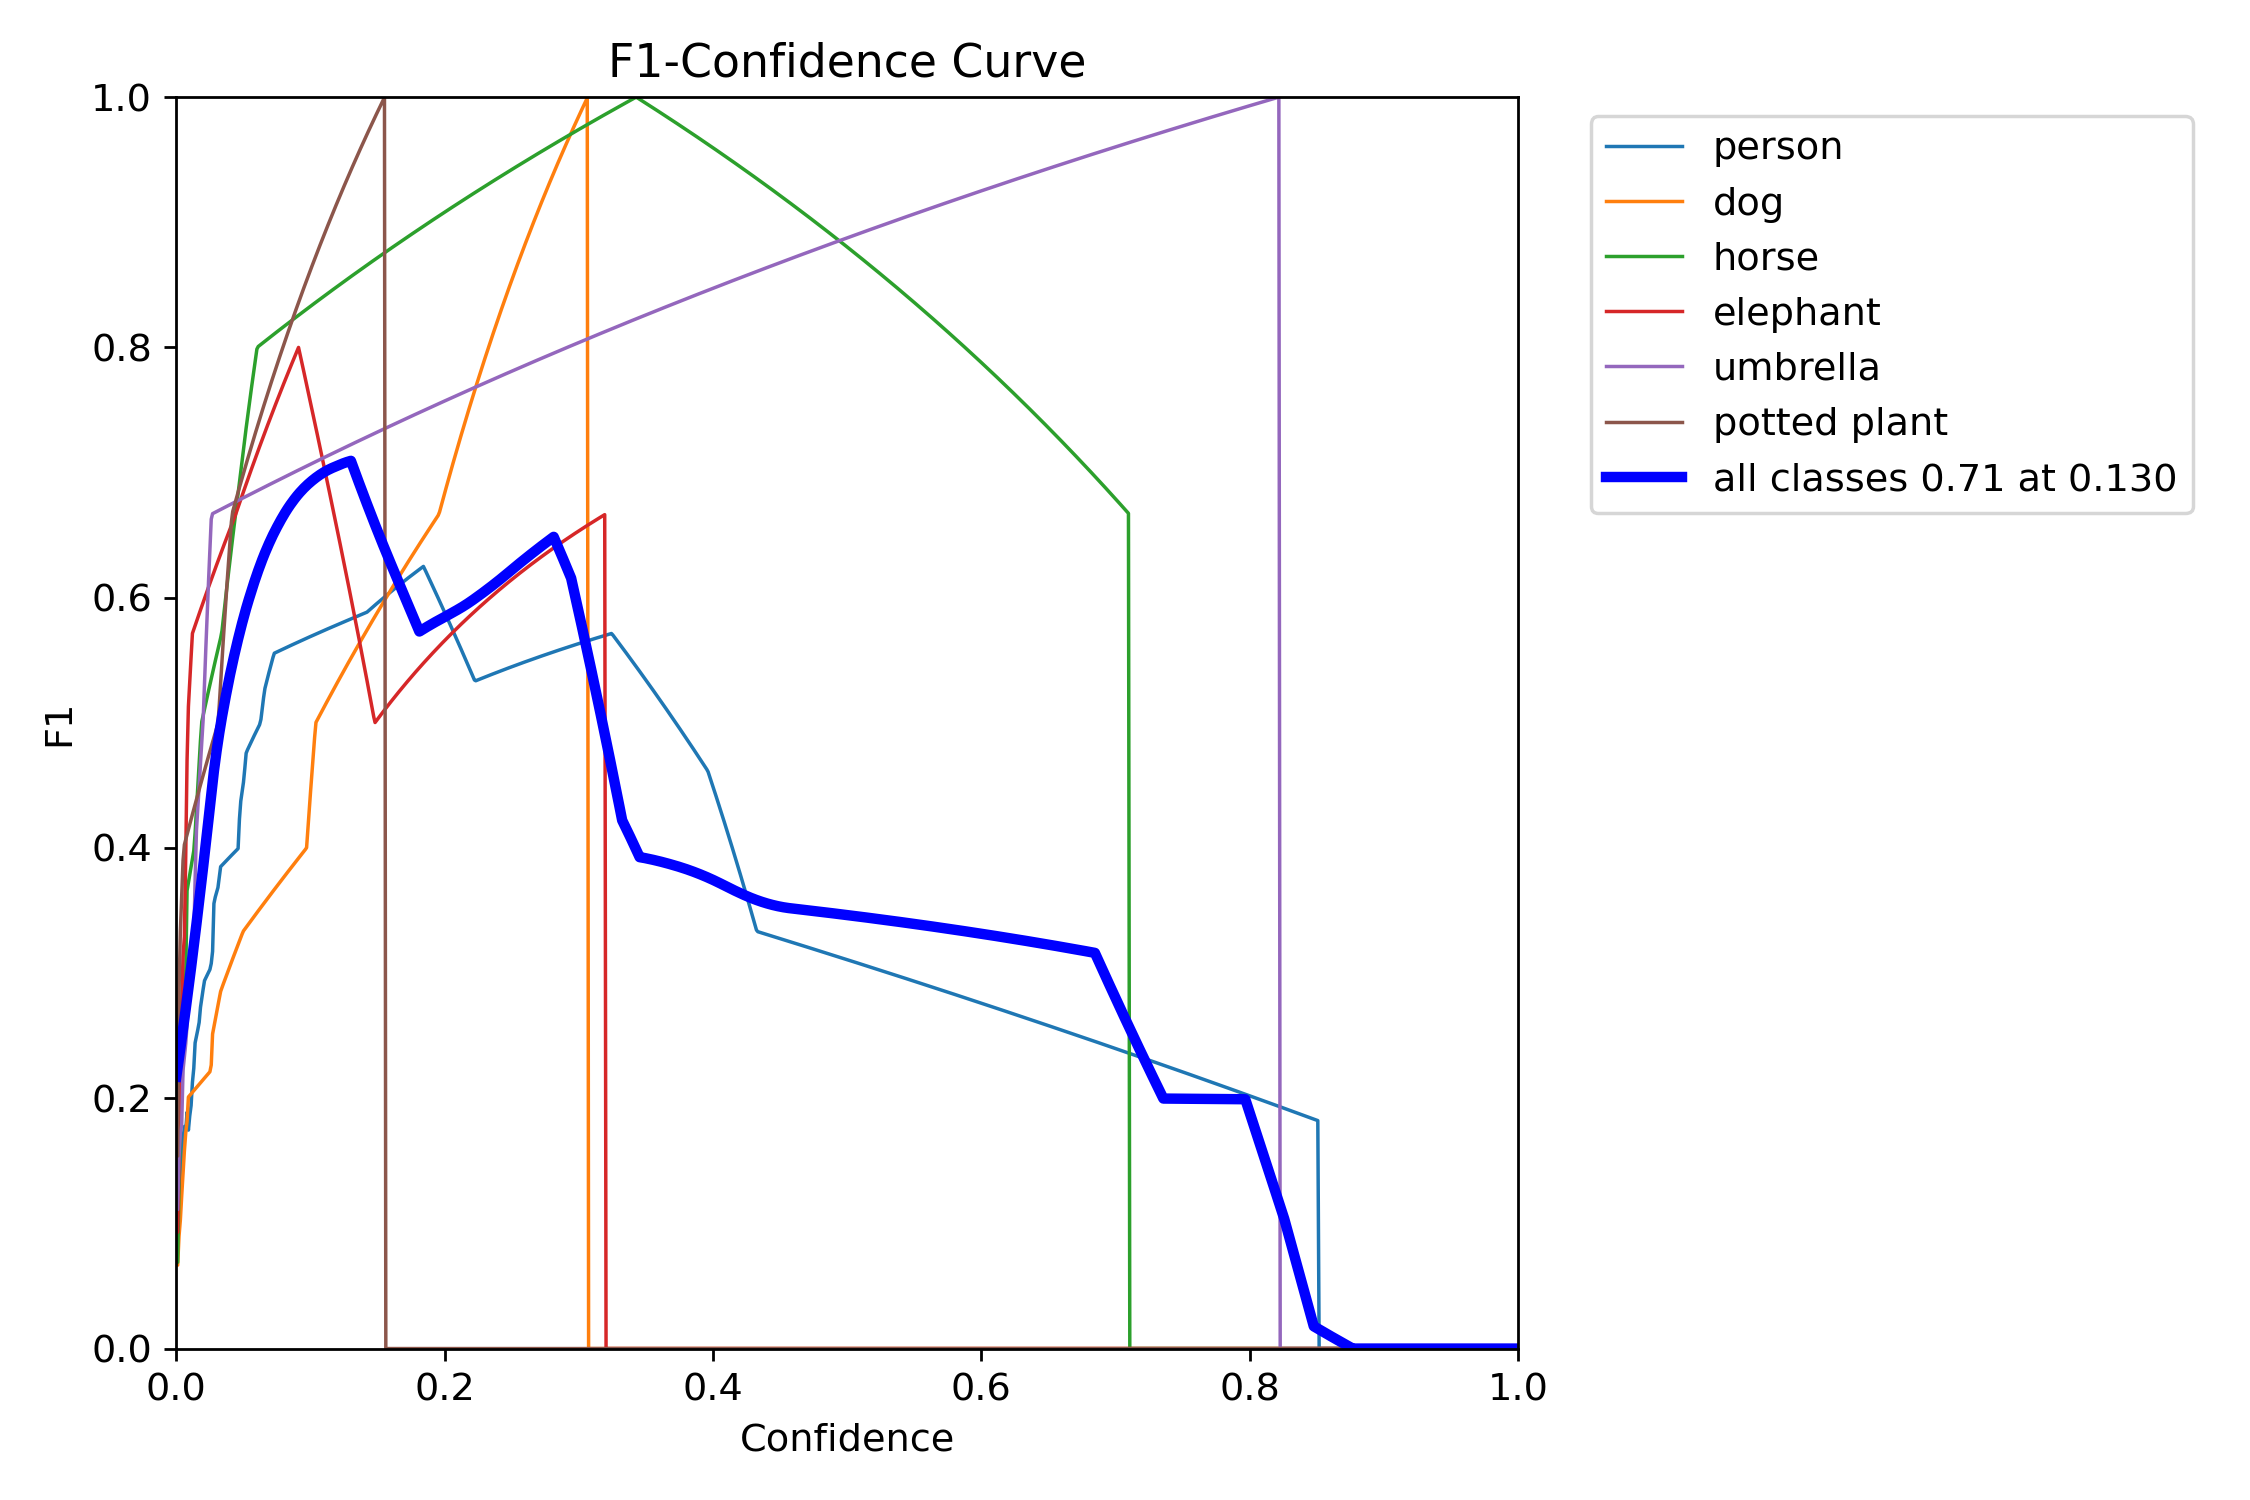 F1-Confidence Curve
1.0
0.8
0.6
0.4
0.2
0.0
F1
0.0 0.2 0.4 0.6 0.8 1.0
Confidence
person
dog
horse
elephant
umbrella
potted plant
all classes 0.71 at 0.130